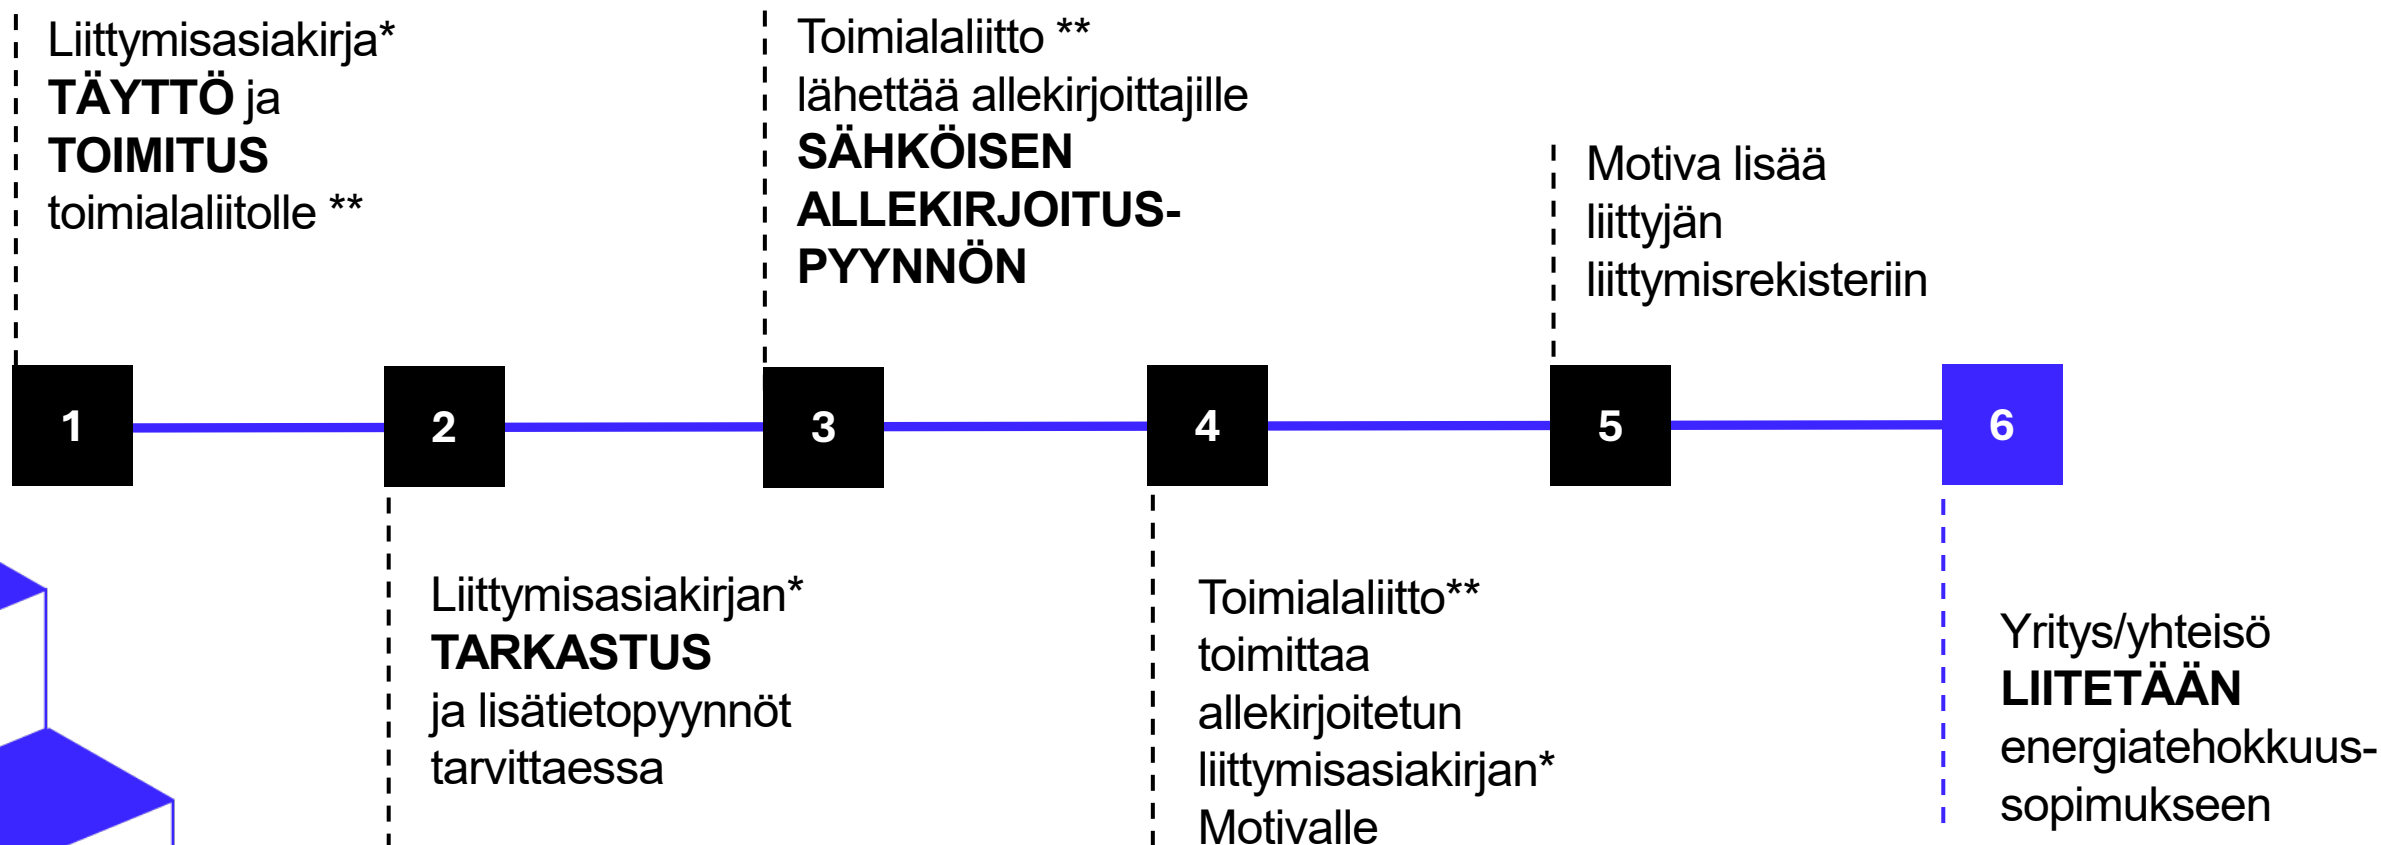 Liittymisasiakirja*
TÄYTTÖ ja
TOIMITUS
toimialaliitolle **
Toimialaliitto **
lähettää allekirjoittajille
SÄHKÖISEN
ALLEKIRJOITUS-
PYYNNÖN
Motiva lisää
liittyjän
liittymisrekisteriin
1
2
3
4
5
6
Liittymisasiakirjan*
TARKASTUS
ja lisätietopyynnöt
tarvittaessa
Toimialaliitto**
toimittaa
allekirjoitetun
liittymisasiakirjan*
Motivalle
Yritys/yhteisö
LIITETÄÄN
energiatehokkuus-
sopimukseen